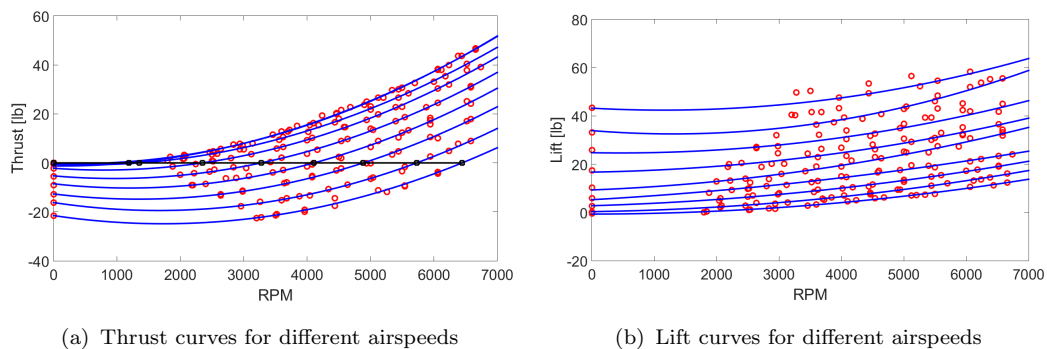 60
40
20
0
-20
-40
0 1000 2000 3000 4000 5000 6000 7000
RPM
Thrust [lb]
(a) Thrust curves for different airspeeds
80
60
40
20
0
-20
0 1000 2000 3000 4000 5000 6000 7000
RPM
Lift [lb]
(b) Lift curves for different airspeeds